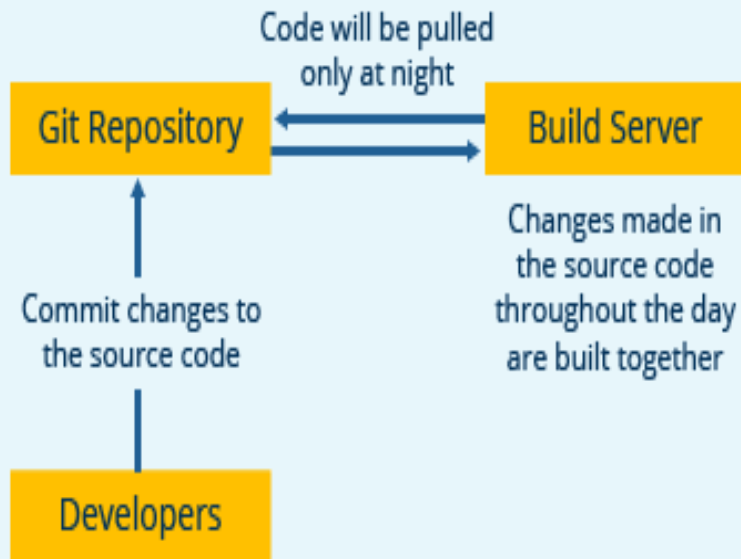 Code will be pulled
only at night
Git Repository
Build Server
Changes made in
the source code
throughout the day
are built together
Commit changes to
the source code
Developers